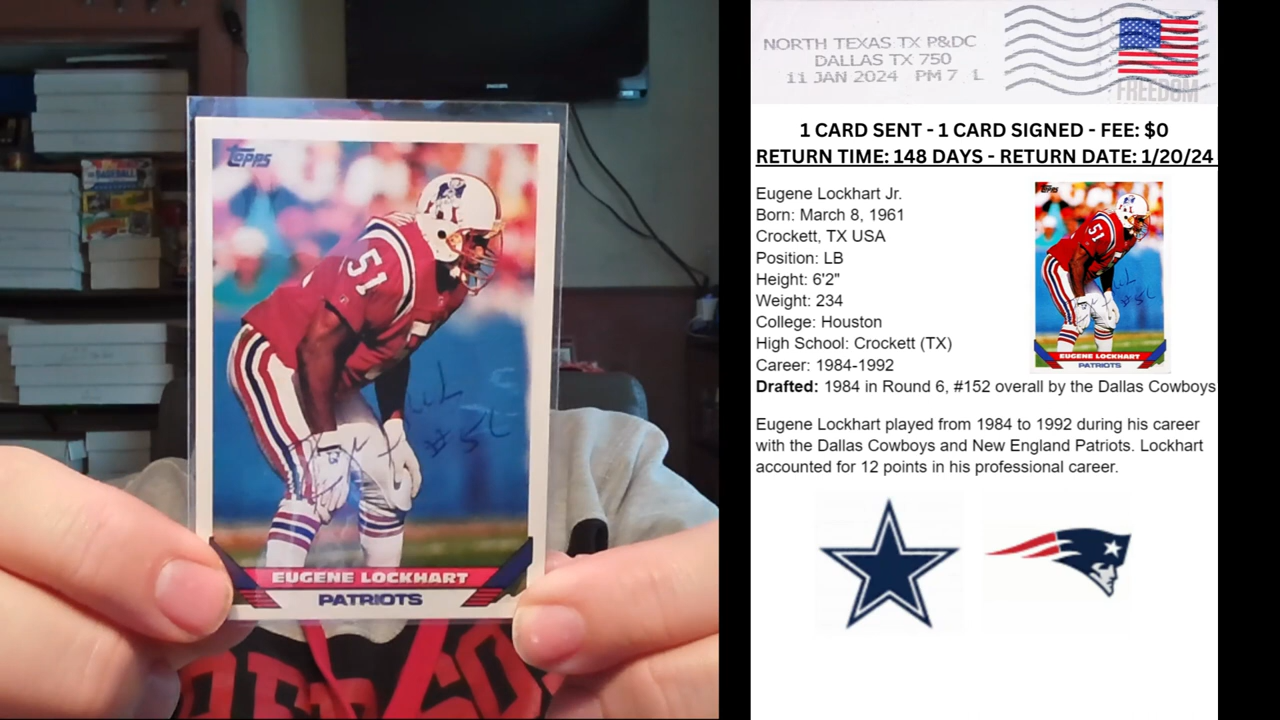 Topps
51
EUGENE LOCKHART
PATRIOTS
NORTH TEXAS TX P&DC
DALLAS TX 750
11 JAN 2024 PM 7 L
FREEDOM
1 CARD SENT - 1 CARD SIGNED - FEE: $0
RETURN TIME: 148 DAYS - RETURN DATE: 1/20/24
Eugene Lockhart Jr.
Born: March 8, 1961
Crockett, TX USA
Position: LB
Height: 6'2"
Weight: 234
College: Houston
High School: Crockett (TX)
Career: 1984-1992
Drafted: 1984 in Round 6, #152 overall by the Dallas Cowboys
Topps
51
EUGENE LOCKHART
PATRIOTS
Eugene Lockhart played from 1984 to 1992 during his career
with the Dallas Cowboys and New England Patriots. Lockhart
accounted for 12 points in his professional career.